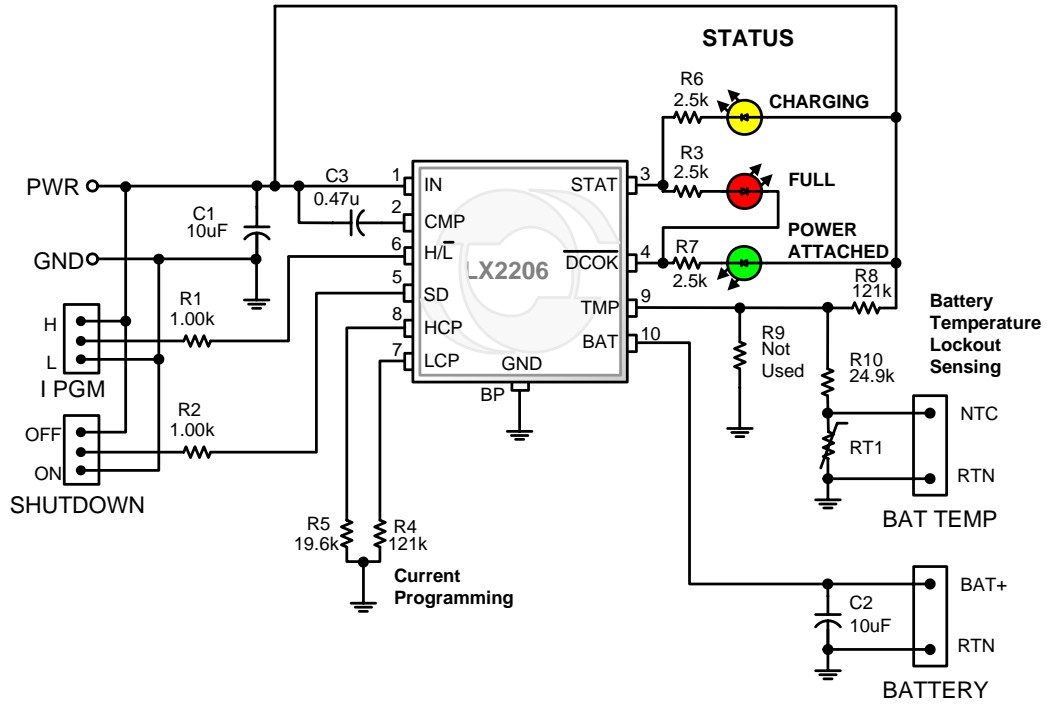 STATUS
R6
2.5k
CHARGING
R3
2.5k
FULL
POWER
ATTACHED
R7
2.5k
PWR
GND
C1
10uF
C3
0.47u
1
2
6
5
8
7
IN
CMP
H/L̅
SD
HCP
LCP
LX2206
STAT
D̅C̅O̅K̅
TMP
BAT
GND
BP
3
4
9
10
H
L
I PGM
R1
1.00k
OFF
ON
SHUTDOWN
R2
1.00k
R5
19.6k
R4
121k
Current
Programming
R8
121k
R9
Not
Used
R10
24.9k
RT1
Battery
Temperature
Lockout
Sensing
NTC
RTN
BAT TEMP
C2
10uF
BAT+
RTN
BATTERY